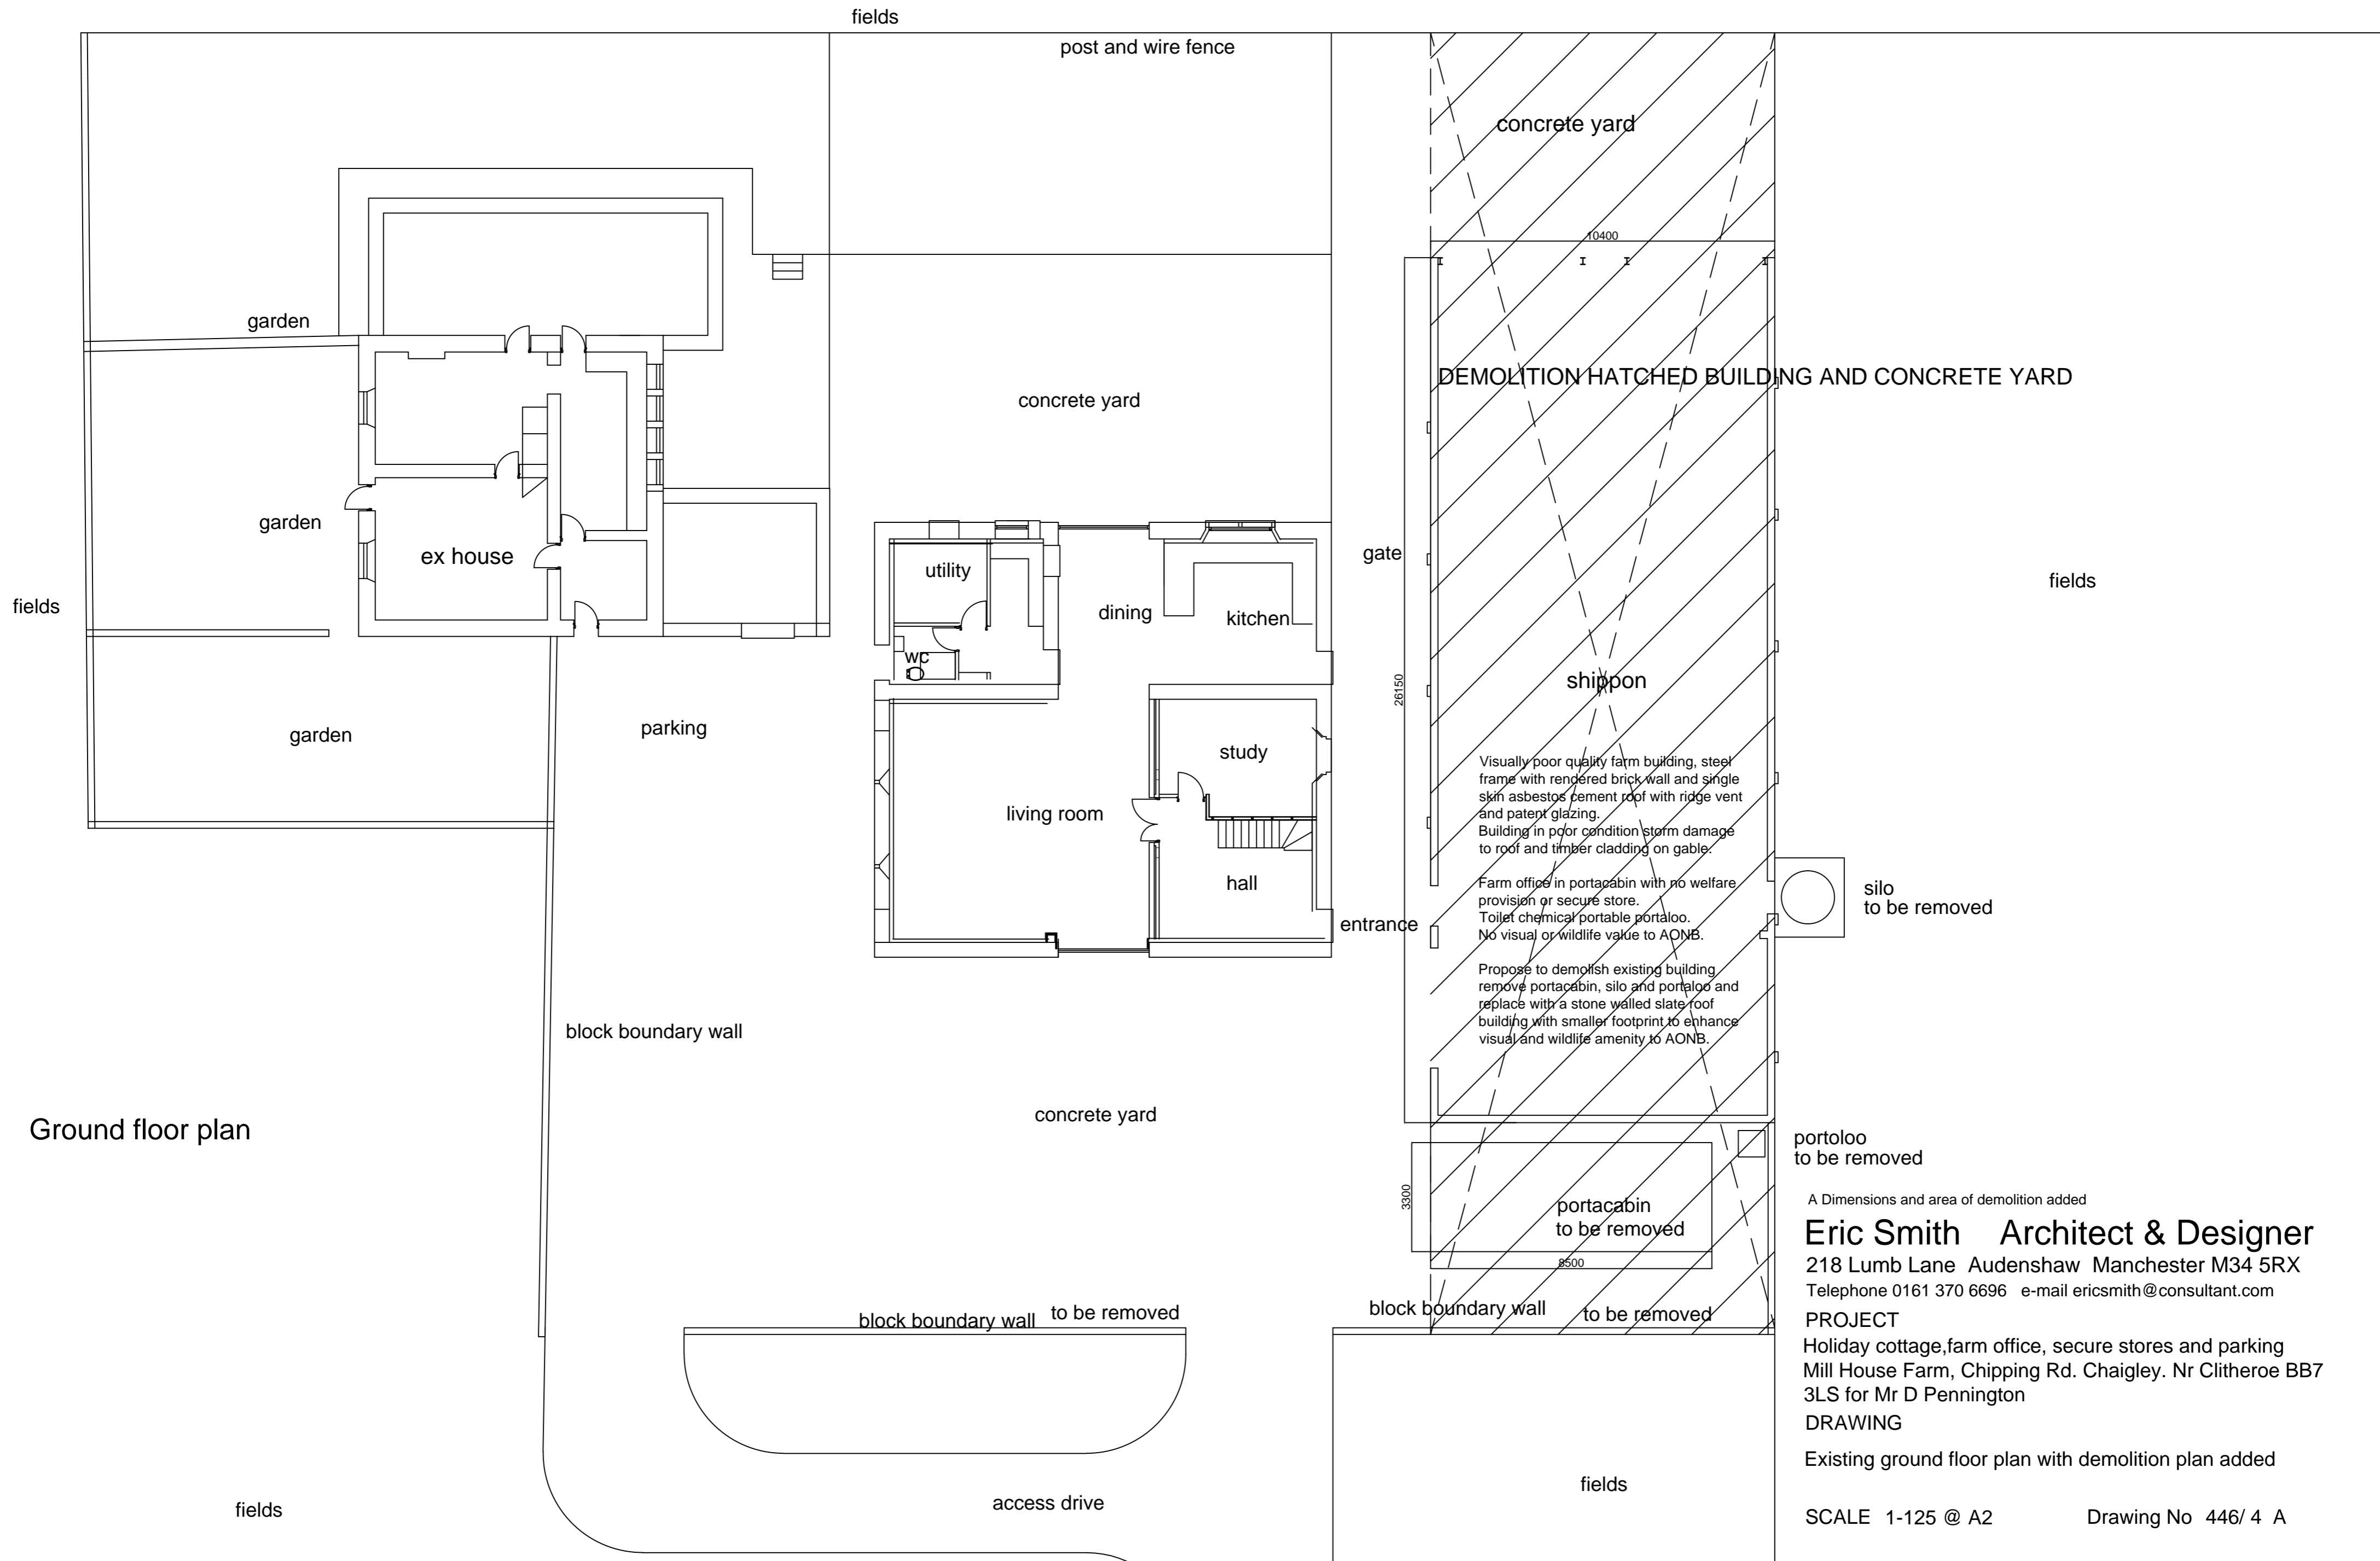 fields
post and wire fence
concrete yard
10400
garden
DEMOLITION HATCHED BUILDING AND CONCRETE YARD
concrete yard
garden
ex house
gate
utility
fields
fields
dining
kitchen
wc
shippon
26150
garden
parking
study
living room
hall
entrance
Visually poor quality farm building, steel
frame with rendered brick wall and single
skin asbestos cement roof with ridge vent
and patent glazing.
Building in poor condition storm damage
to roof and timber cladding on gable.
Farm office in portacabin with no welfare
provision or secure store.
Toilet chemical portable portaloo.
No visual or wildlife value to AONB.
Propose to demolish existing building
remove portacabin, silo and portaloo and
replace with a stone walled slate roof
building with smaller footprint to enhance
visual and wildlife amenity to AONB.
silo
to be removed
block boundary wall
concrete yard
Ground floor plan
portoloo
to be removed
3300
portacabin
to be removed
8500
block boundary wall to be removed
block boundary wall to be removed
access drive
fields
fields
A Dimensions and area of demolition added
Eric Smith Architect & Designer
218 Lumb Lane Audenshaw Manchester M34 5RX
Telephone 0161 370 6696 e-mail ericsmith@consultant.com
PROJECT
Holiday cottage,farm office, secure stores and parking
Mill House Farm, Chipping Rd. Chaigley. Nr Clitheroe BB7
3LS for Mr D Pennington
DRAWING
Existing ground floor plan with demolition plan added
SCALE 1-125 @ A2 Drawing No 446/ 4 A